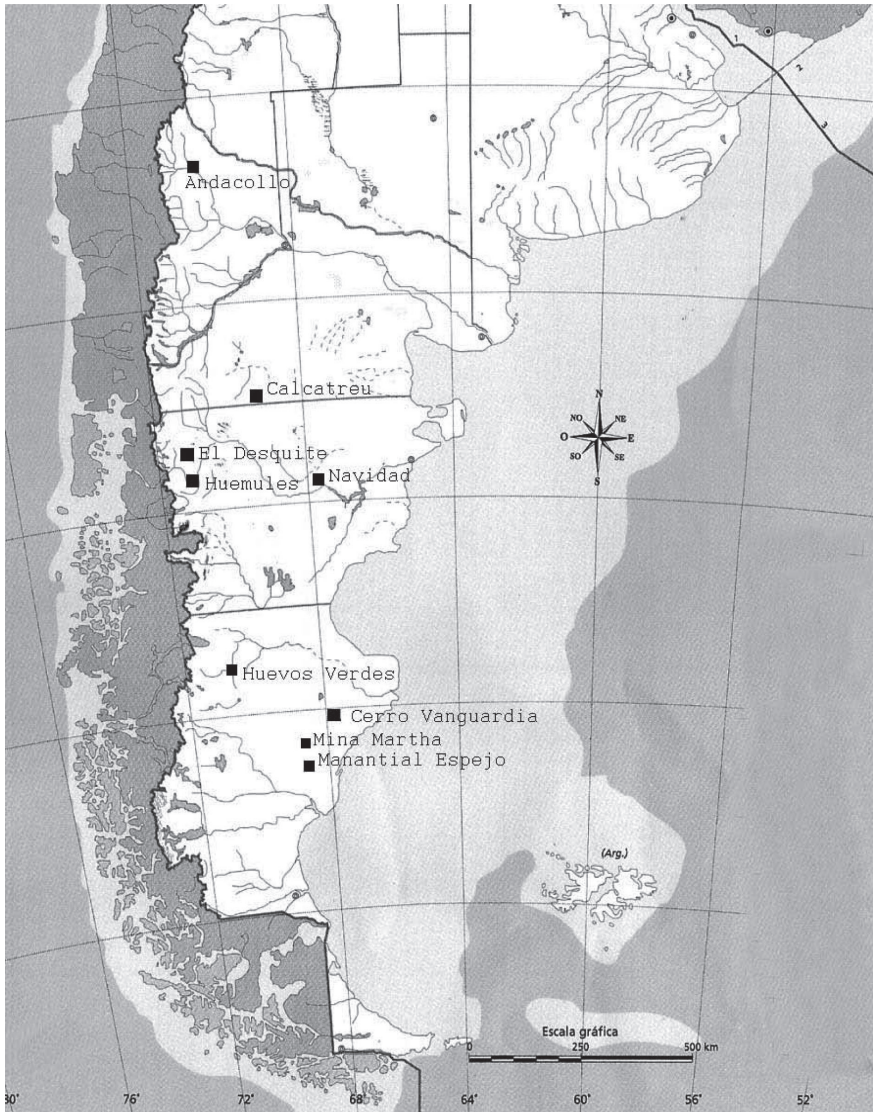 1
2
3
Andacollo
Calcatreu
N
NO NE
O E
SO SE
S
El Desquite
Huemules
Navidad
Huevos Verdes
Cerro Vanguardia
Mina Martha
Manantial Espejo
(Arg.)
Escala gráfica
0 250 500 km
80° 76° 72° 68° 64° 60° 56° 52°